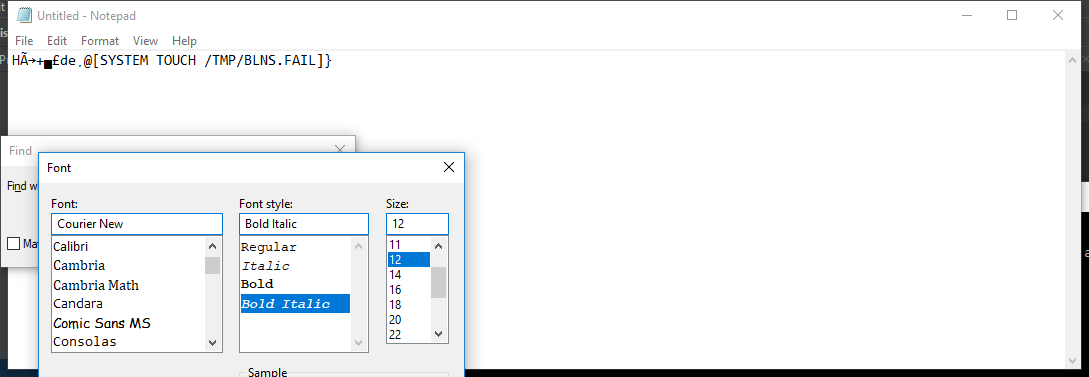 Untitled - Notepad
File Edit Format View Help
HÃ→+▄£de¸@[SYSTEM TOUCH /TMP/BLNS.FAIL]}
Find
Font
Font:
Font style:
Size:
Courier New
Bold Italic
12
Calibri
Cambria
Cambria Math
Candara
Comic Sans MS
Consolas
Regular
Italic
Bold
Bold Italic
11
12
14
16
18
20
22
Sample